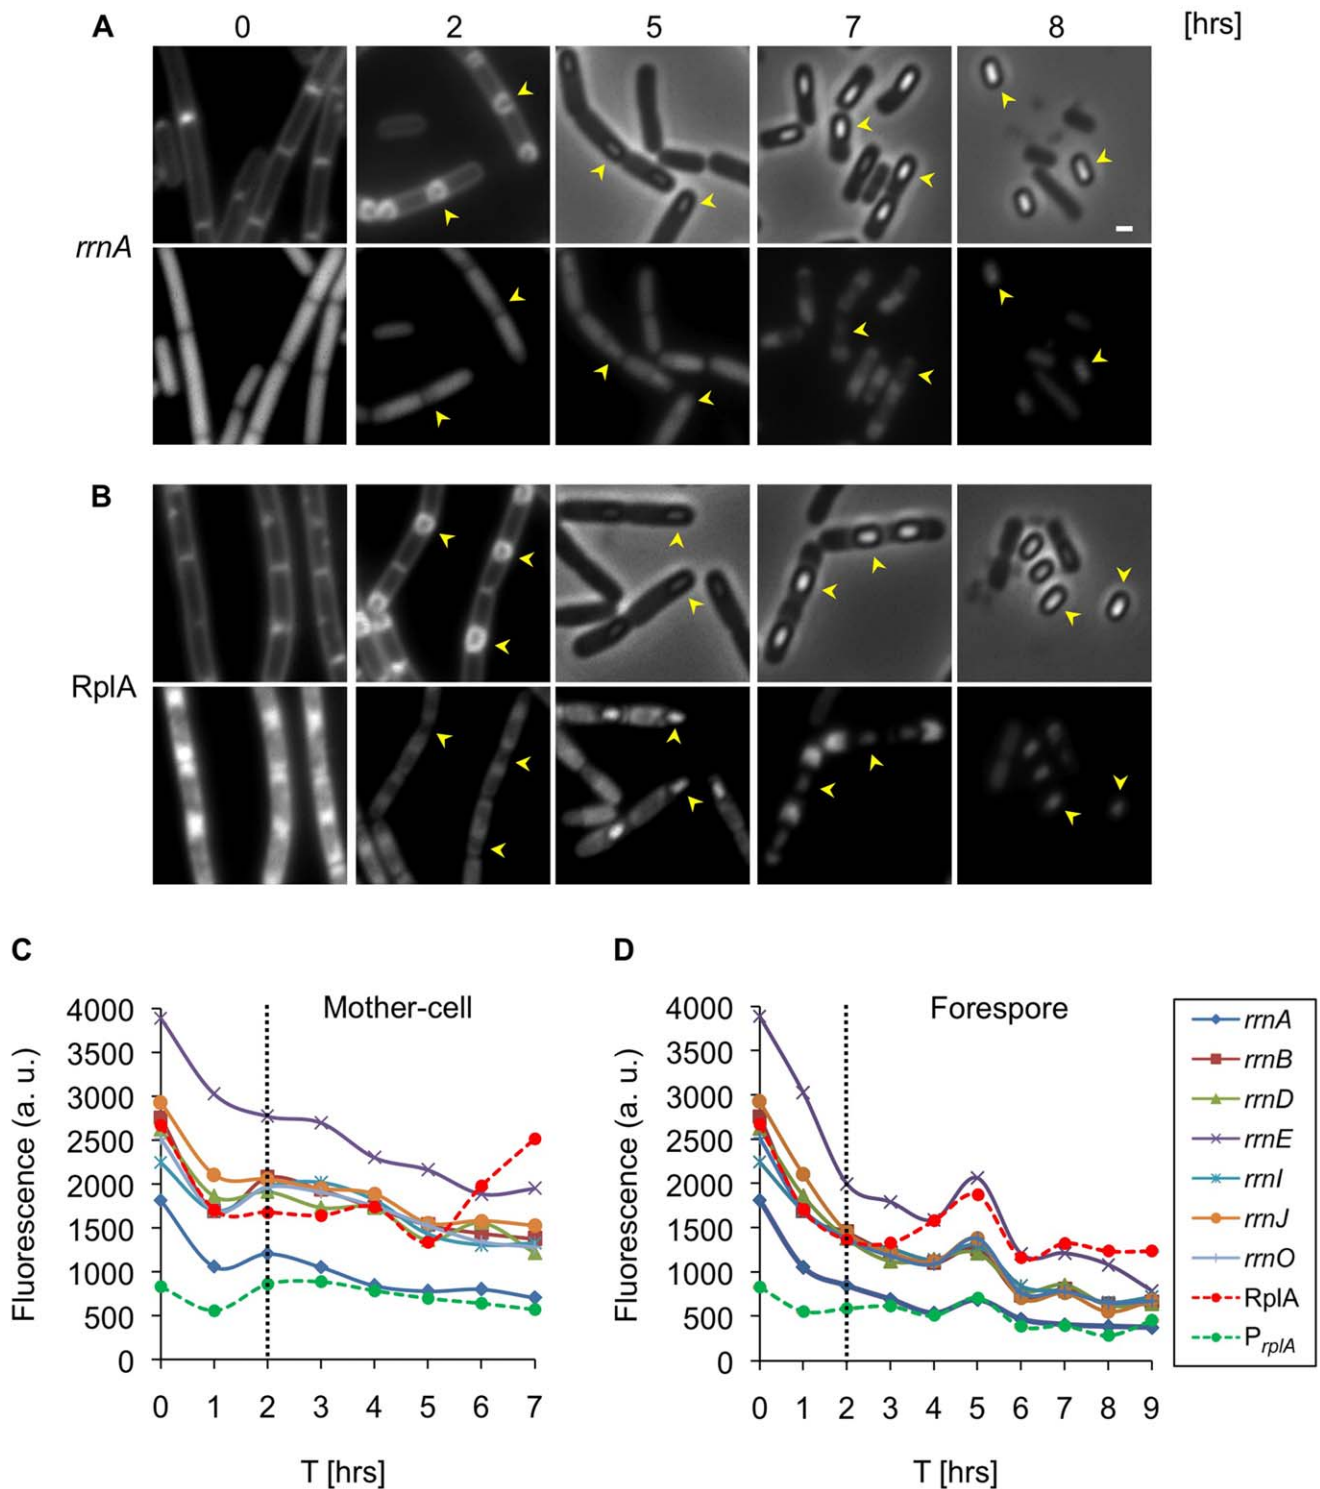 A 0 2 5 7 8 [hrs]
rrnA
B
RplA
C
Mother-cell
Fluorescence (a. u.)
4000
3500
3000
2500
2000
1500
1000
500
0
0 1 2 3 4 5 6 7
T [hrs]
D
Forespore
Fluorescence (a. u.)
4000
3500
3000
2500
2000
1500
1000
500
0
0 1 2 3 4 5 6 7 8 9
T [hrs]
rrnA
rrnB
rrnD
rrnE
rrnI
rrnJ
rrnO
RplA
PrplA